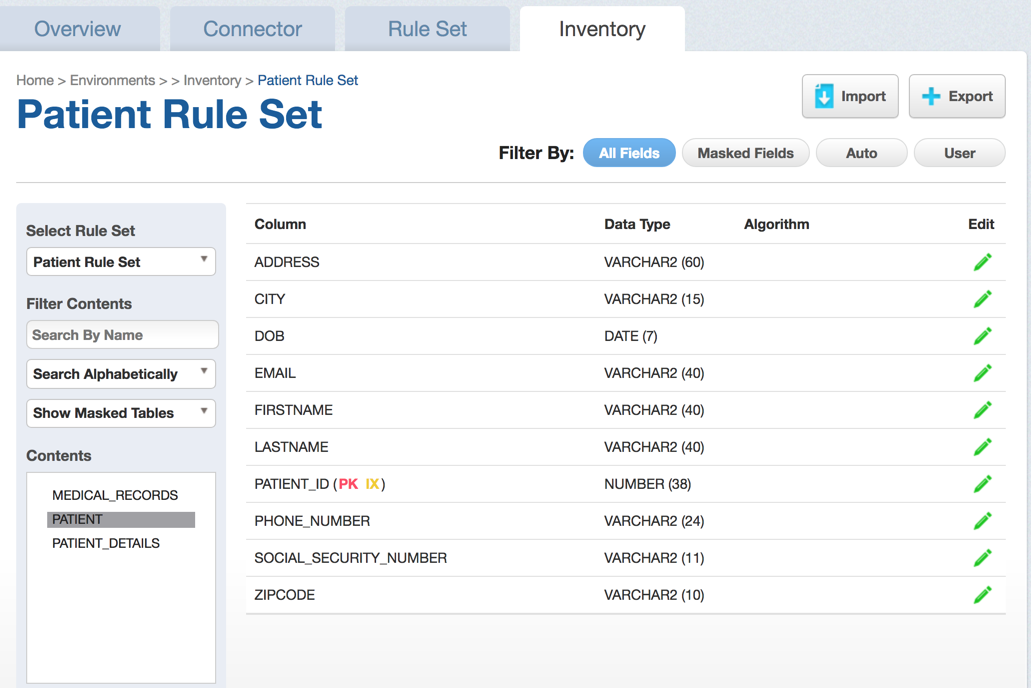 Overview Connector Rule Set Inventory
Home > Environments > > Inventory > Patient Rule Set
Patient Rule Set
Import Export
Filter By: All Fields Masked Fields Auto User
Select Rule Set
Patient Rule Set
Filter Contents
Search By Name
Search Alphabetically
Show Masked Tables
Contents
MEDICAL_RECORDS
PATIENT
PATIENT_DETAILS
Column Data Type Algorithm Edit
ADDRESS VARCHAR2 (60)
CITY VARCHAR2 (15)
DOB DATE (7)
EMAIL VARCHAR2 (40)
FIRSTNAME VARCHAR2 (40)
LASTNAME VARCHAR2 (40)
PATIENT_ID (PK IX) NUMBER (38)
PHONE_NUMBER VARCHAR2 (24)
SOCIAL_SECURITY_NUMBER VARCHAR2 (11)
ZIPCODE VARCHAR2 (10)